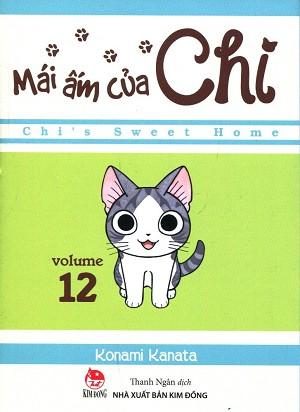 Mái ấm của Chi
Chi's Sweet Home
volume
12
Konami Kanata
Thanh Ngân dịch
KIM ĐỒNG
NHÀ XUẤT BẢN KIM ĐỒNG